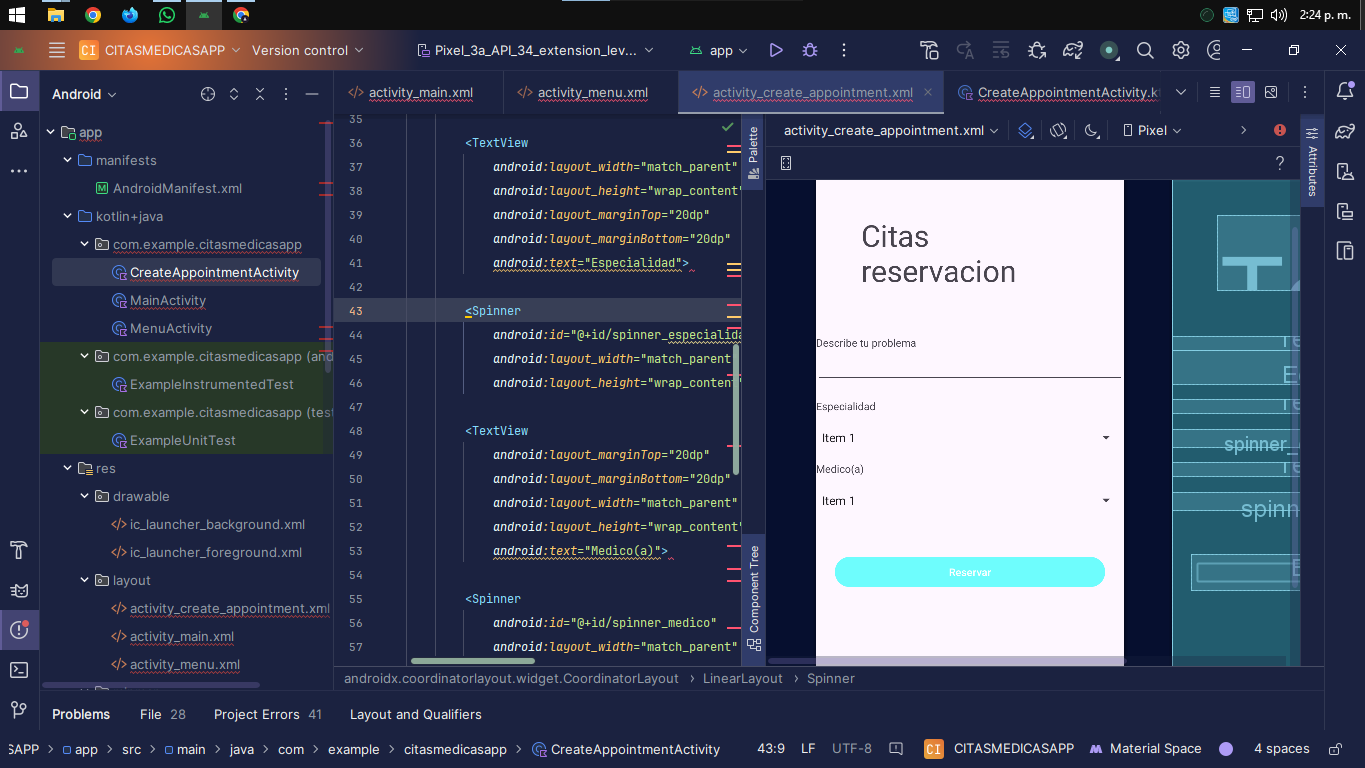 2:24 p. m.
CI CITASMEDICASAPP Version control Pixel_3a_API_34_extension_lev... app
Android
activity_main.xml activity_menu.xml activity_create_appointment.xml CreateAppointmentActivity.k
app
manifests
AndroidManifest.xml
kotlin+java
com.example.citasmedicasapp
CreateAppointmentActivity
MainActivity
MenuActivity
com.example.citasmedicasapp (and
ExampleInstrumentedTest
com.example.citasmedicasapp (test
ExampleUnitTest
res
drawable
ic_launcher_background.xml
ic_launcher_foreground.xml
layout
activity_create_appointment.xml
activity_main.xml
activity_menu.xml
35
36 <TextView
37 android:layout_width="match_parent"
38 android:layout_height="wrap_content"
39 android:layout_marginTop="20dp"
40 android:layout_marginBottom="20dp"
41 android:text="Especialidad">
42
43 <Spinner
44 android:id="@+id/spinner_especialida
45 android:layout_width="match_parent"
46 android:layout_height="wrap_content"
47
48 <TextView
49 android:layout_marginTop="20dp"
50 android:layout_marginBottom="20dp"
51 android:layout_width="match_parent"
52 android:layout_height="wrap_content"
53 android:text="Medico(a)">
54
55 <Spinner
56 android:id="@+id/spinner_medico"
57 android:layout_width="match_parent"
Palette
Component Tree
activity_create_appointment.xml Pixel
?
Attributes
Citas
reservacion
Describe tu problema
Especialidad
Item 1
Medico(a)
Item 1
Reservar
spinner_
spinn
androidx.coordinatorlayout.widget.CoordinatorLayout > LinearLayout > Spinner
Problems File 28 Project Errors 41 Layout and Qualifiers
SAPP > app > src > main > java > com > example > citasmedicasapp > CreateAppointmentActivity 43:9 LF UTF-8 CI CITASMEDICASAPP Material Space 4 spaces